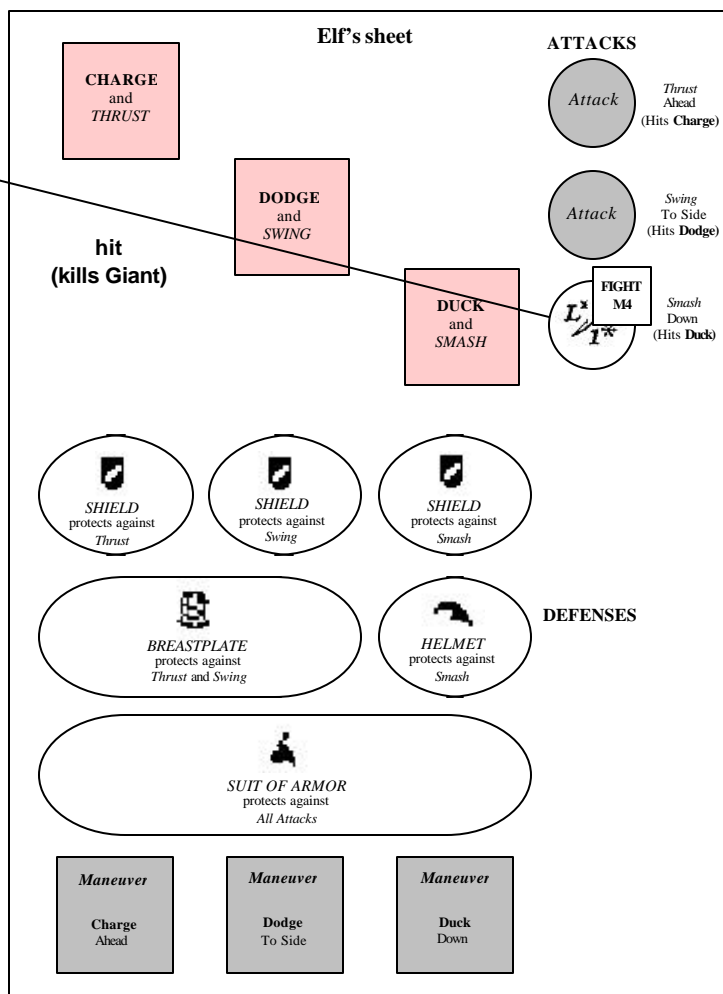 Elf's sheet
ATTACKS
CHARGE
and
THRUST
Attack
Thrust
Ahead
(Hits Charge)
DODGE
and
SWING
Attack
Swing
To Side
(Hits Dodge)
hit
(kills Giant)
DUCK
and
SMASH
FIGHT
M4
L*
1*
Smash
Down
(Hits Duck)
SHIELD
protects against
Thrust
SHIELD
protects against
Swing
SHIELD
protects against
Smash
BREASTPLATE
protects against
Thrust and Swing
HELMET
protects against
Smash
DEFENSES
SUIT OF ARMOR
protects against
All Attacks
Maneuver
Charge
Ahead
Maneuver
Dodge
To Side
Maneuver
Duck
Down